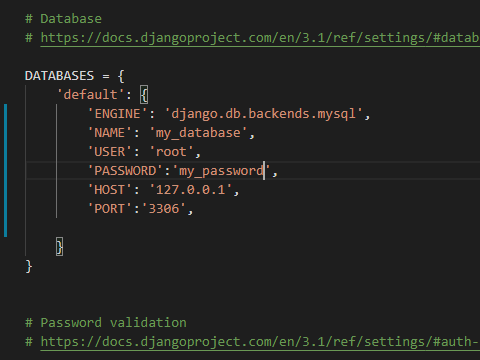 # Database
# https://docs.djangoproject.com/en/3.1/ref/settings/#datab
DATABASES = {
    'default': {
        'ENGINE': 'django.db.backends.mysql',
        'NAME': 'my_database',
        'USER': 'root',
        'PASSWORD':'my_password',
        'HOST': '127.0.0.1',
        'PORT':'3306',
    }
}
# Password validation
# https://docs.djangoproject.com/en/3.1/ref/settings/#auth-